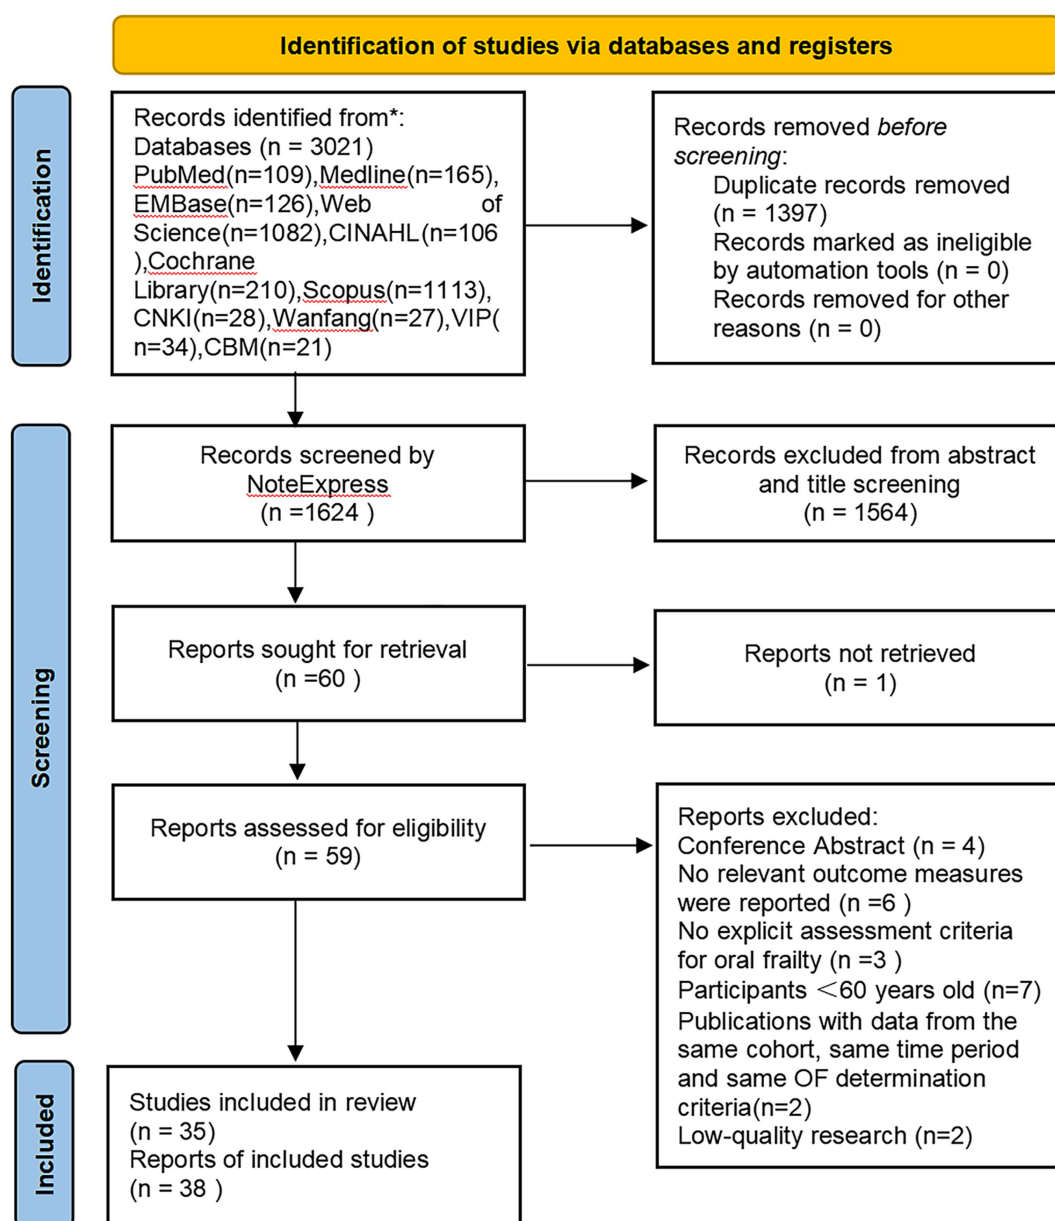 Identification of studies via databases and registers
Identification
Records identified from*:
Databases (n = 3021)
PubMed(n=109),Medline(n=165),
EMBase(n=126),Web of
Science(n=1082),CINAHL(n=106
),Cochrane
Library(n=210),Scopus(n=1113),
CNKI(n=28),Wanfang(n=27),VIP(
n=34),CBM(n=21)
Records removed before
screening:
Duplicate records removed
(n = 1397)
Records marked as ineligible
by automation tools (n = 0)
Records removed for other
reasons (n = 0)
Screening
Records screened by
NoteExpress
(n =1624 )
Records excluded from abstract
and title screening
(n = 1564)
Reports sought for retrieval
(n =60 )
Reports not retrieved
(n = 1)
Reports assessed for eligibility
(n = 59)
Reports excluded:
Conference Abstract (n = 4)
No relevant outcome measures
were reported (n =6 )
No explicit assessment criteria
for oral frailty (n =3 )
Participants ＜60 years old (n=7)
Publications with data from the
same cohort, same time period
and same OF determination
criteria(n=2)
Low-quality research (n=2)
Included
Studies included in review
(n = 35)
Reports of included studies
(n = 38 )